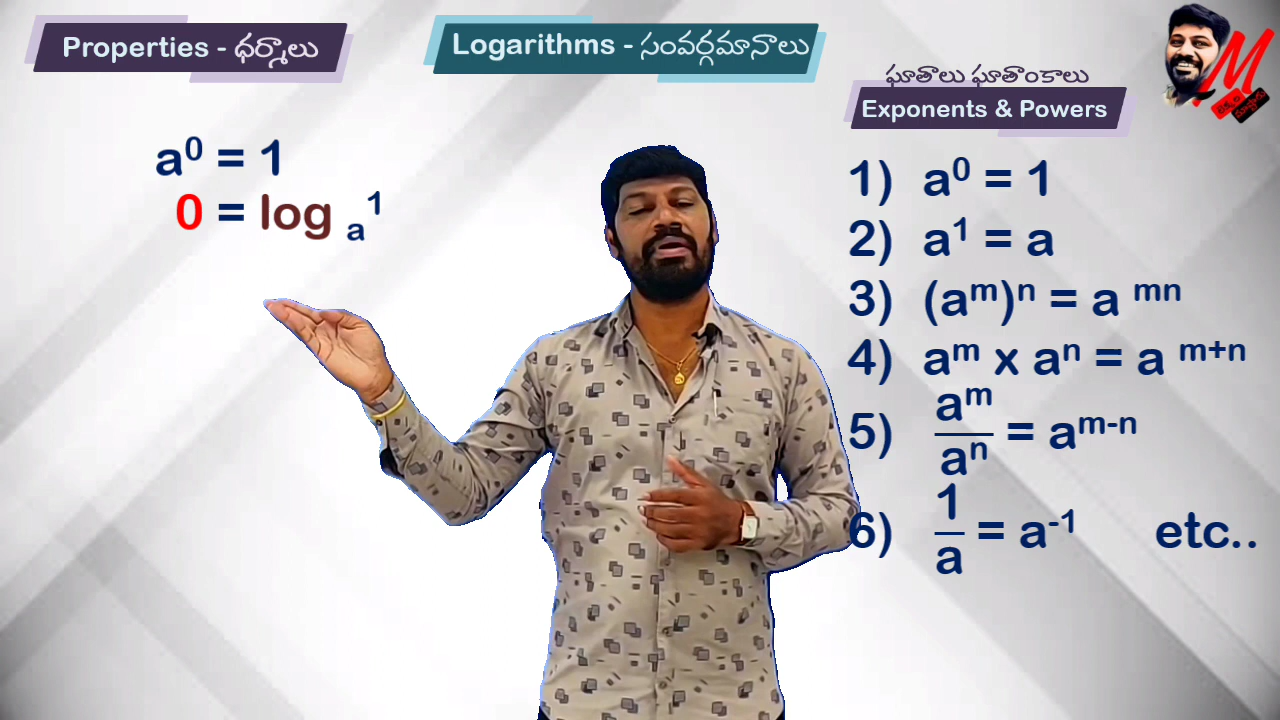 Properties - ధర్మాలు
Logarithms - సంవర్గమానాలు
ఘాతాలు ఘాతాంకాలు
Exponents & Powers
a⁰ = 1
0 = log ₐ¹
1) a⁰ = 1
2) a¹ = a
3) (aᵐ)ⁿ = a ᵐⁿ
4) aᵐ x aⁿ = a ᵐ⁺ⁿ
5) aᵐ/aⁿ = aᵐ⁻ⁿ
6) 1/a = a⁻¹ etc..
M